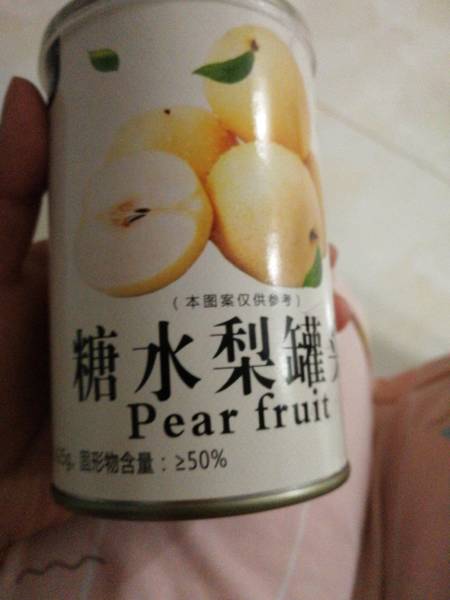 (本图案仅供参考)
糖水梨罐
Pear fruit
5g, 固形物含量：≥50%